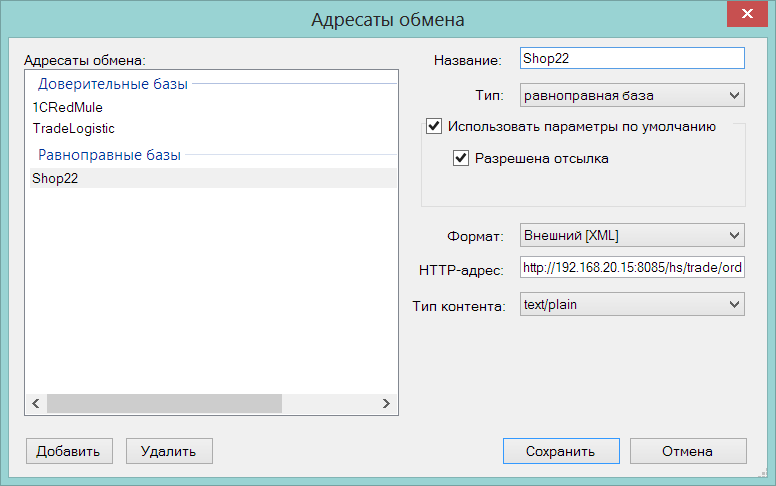 Адресаты обмена
Адресаты обмена:
Доверительные базы
1CRedMule
TradeLogistic
Равноправные базы
Shop22
Добавить
Удалить
Название:
Shop22
Тип:
равноправная база
Использовать параметры по умолчанию
Разрешена отсылка
Формат:
Внешний [XML]
HTTP-адрес:
http://192.168.20.15:8085/hs/trade/ord
Тип контента:
text/plain
Сохранить
Отмена